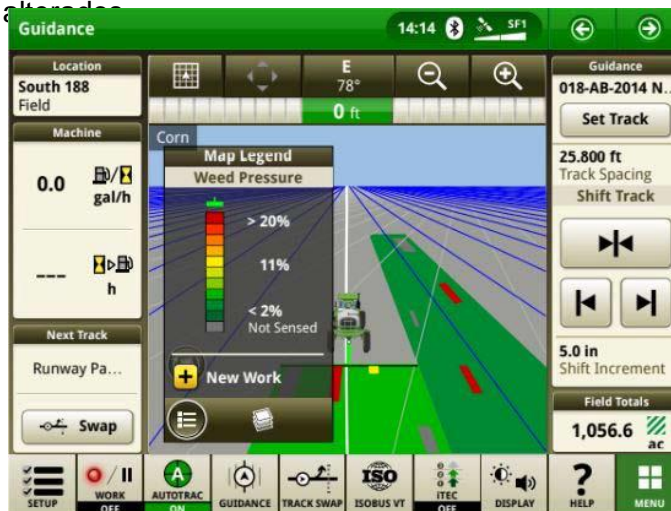 alteradas
Guidance
14:14
SF1
Location
South 188
Field
Machine
0.0
gal/h
---
h
Next Track
Runway Pa...
Swap
E
78°
0 ft
Corn
Map Legend
Weed Pressure
> 20%
11%
< 2%
Not Sensed
New Work
Guidance
018-AB-2014 N..
Set Track
25.800 ft
Track Spacing
Shift Track
5.0 in
Shift Increment
Field Totals
1,056.6
ac
SETUP
WORK
OFF
AUTOTRAC
ON
GUIDANCE
TRACK SWAP
ISO
ISOBUS VT
iTEC
OFF
DISPLAY
HELP
MENU